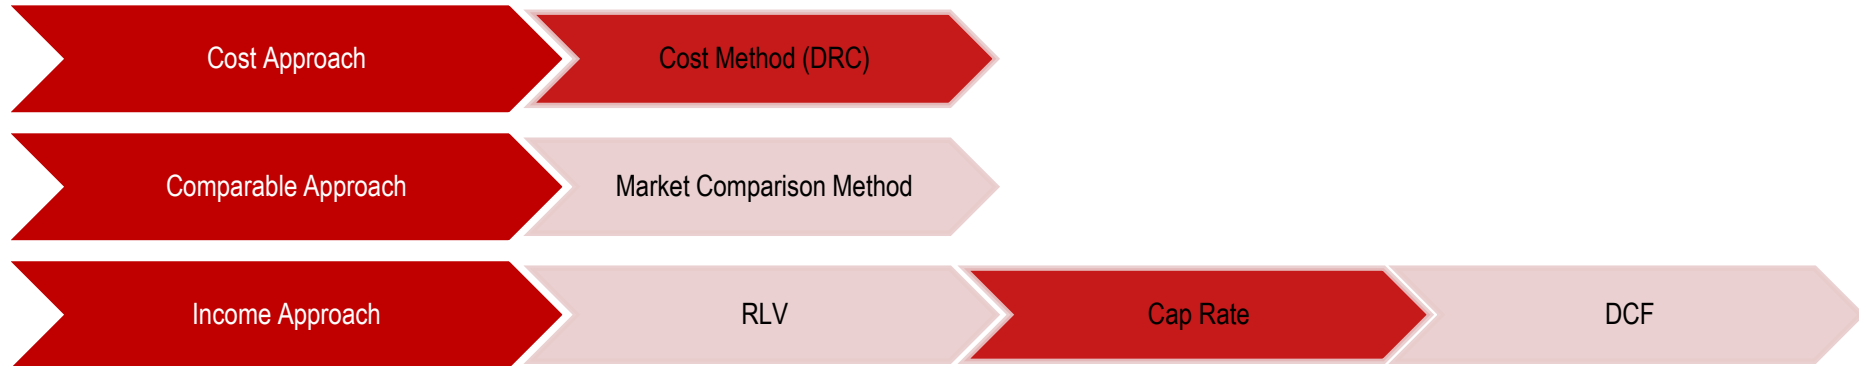 Cost Approach
Cost Method (DRC)
Comparable Approach
Market Comparison Method
Income Approach
RLV
Cap Rate
DCF